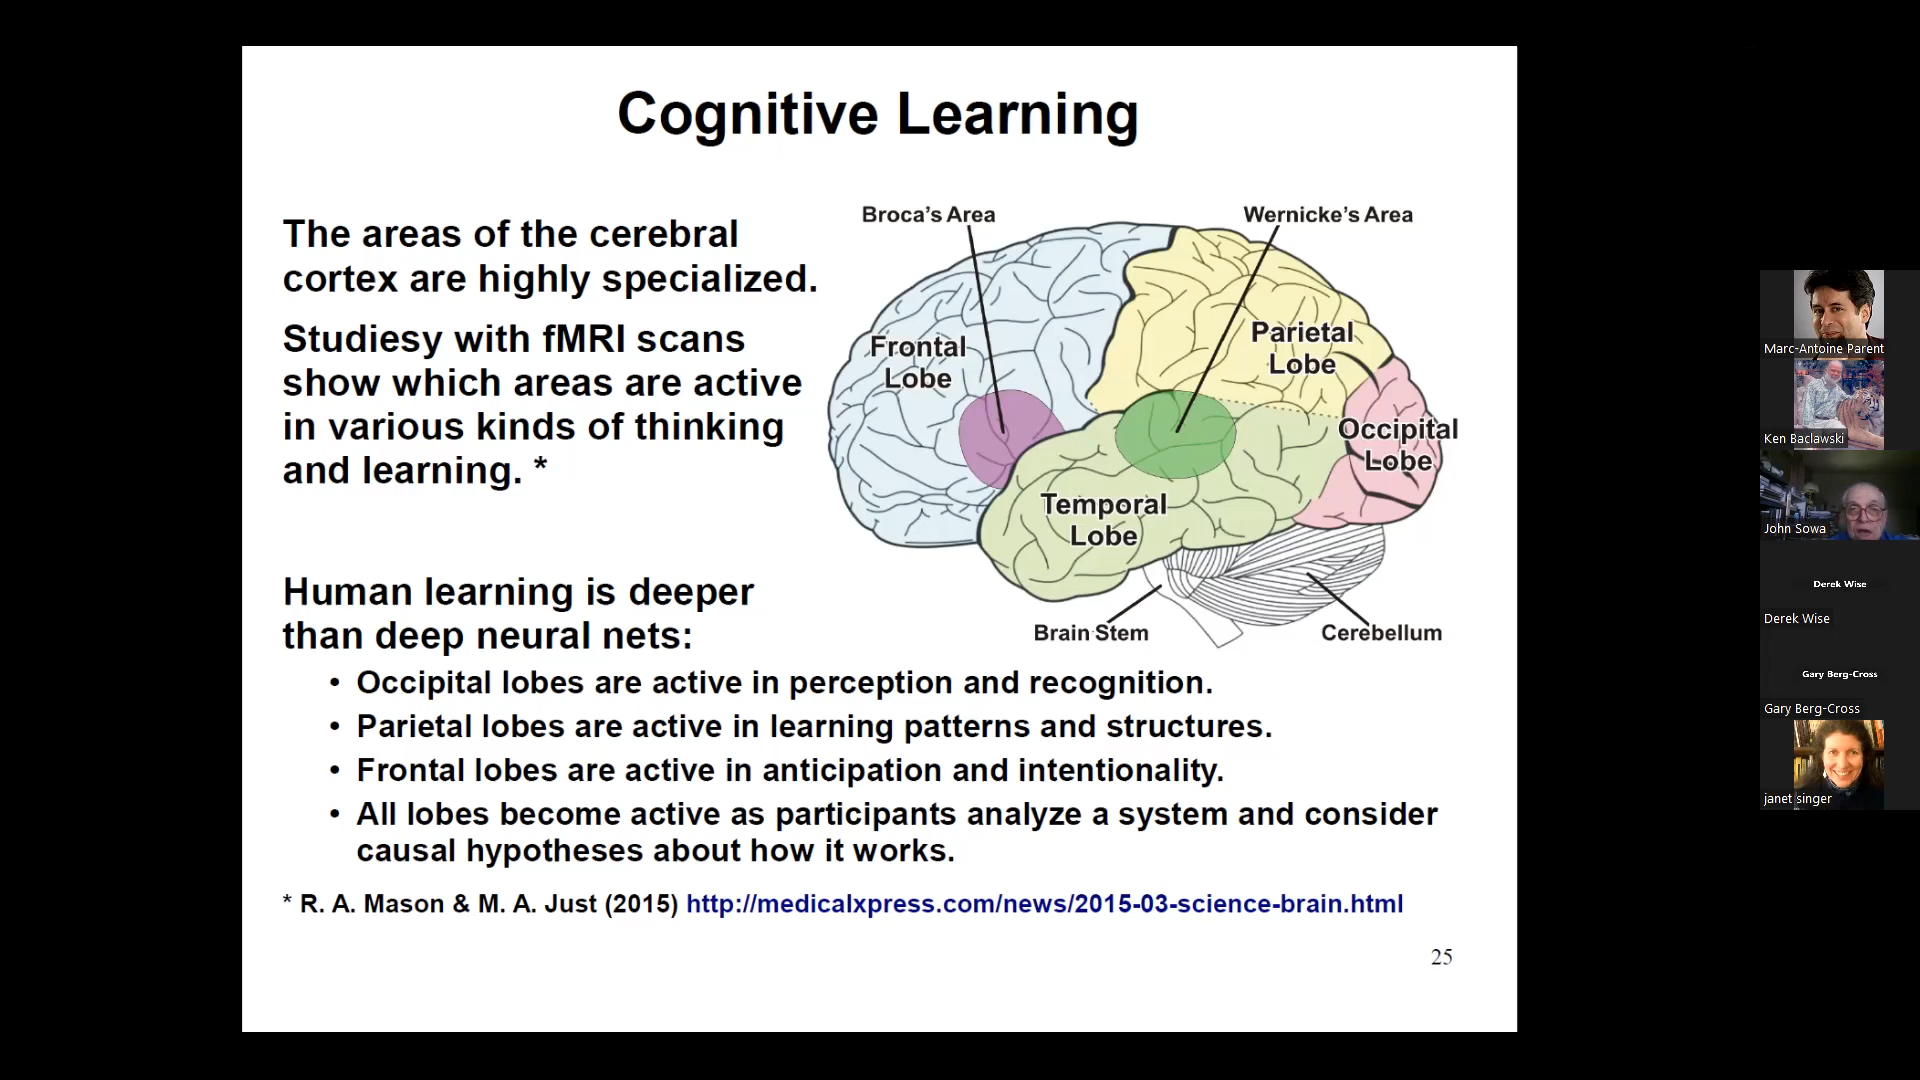 Cognitive Learning
The areas of the cerebral
cortex are highly specialized.
Studiesy with fMRI scans
show which areas are active
in various kinds of thinking
and learning. *
Broca's Area
Wernicke's Area
Frontal
Lobe
Parietal
Lobe
Occipital
Lobe
Temporal
Lobe
Brain Stem
Cerebellum
Human learning is deeper
than deep neural nets:
• Occipital lobes are active in perception and recognition.
• Parietal lobes are active in learning patterns and structures.
• Frontal lobes are active in anticipation and intentionality.
• All lobes become active as participants analyze a system and consider
causal hypotheses about how it works.
* R. A. Mason & M. A. Just (2015) http://medicalxpress.com/news/2015-03-science-brain.html
25
Marc-Antoine Parent
Ken Baclawski
John Sowa
Derek Wise
Derek Wise
Gary Berg-Cross
Gary Berg-Cross
janet singer